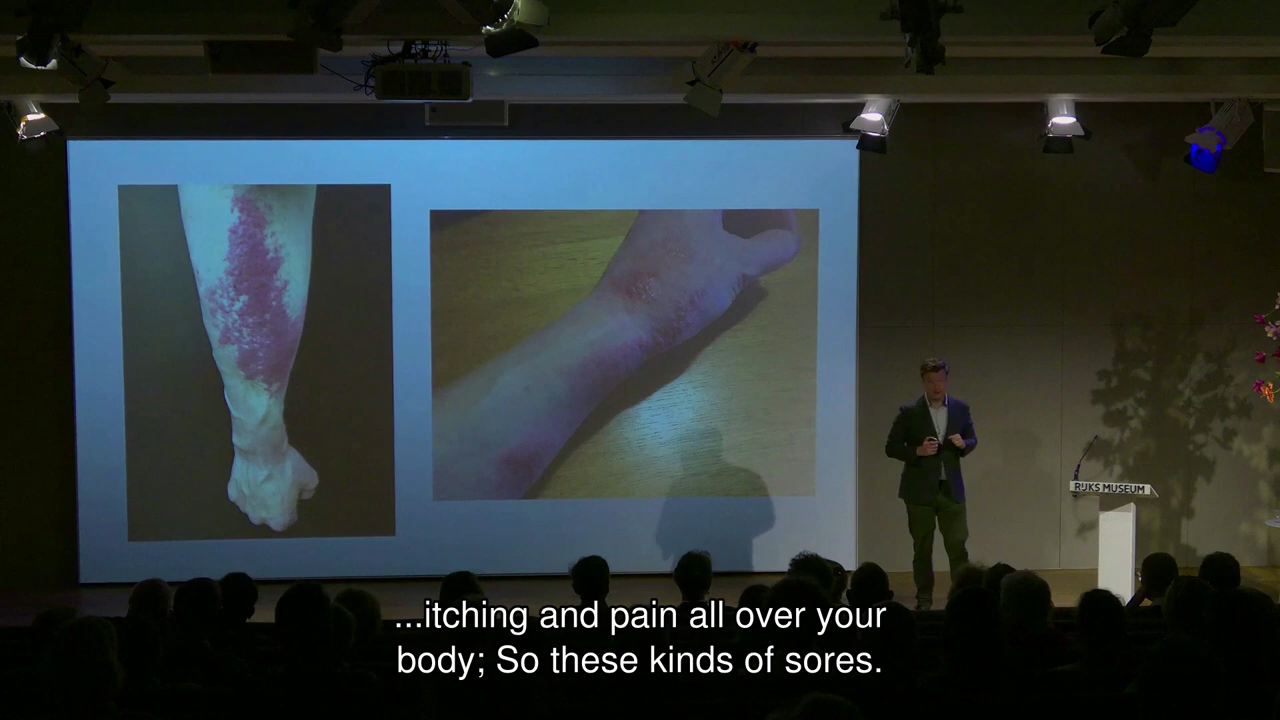 RIJKS MUSEUM
...itching and pain all over your
body; So these kinds of sores.